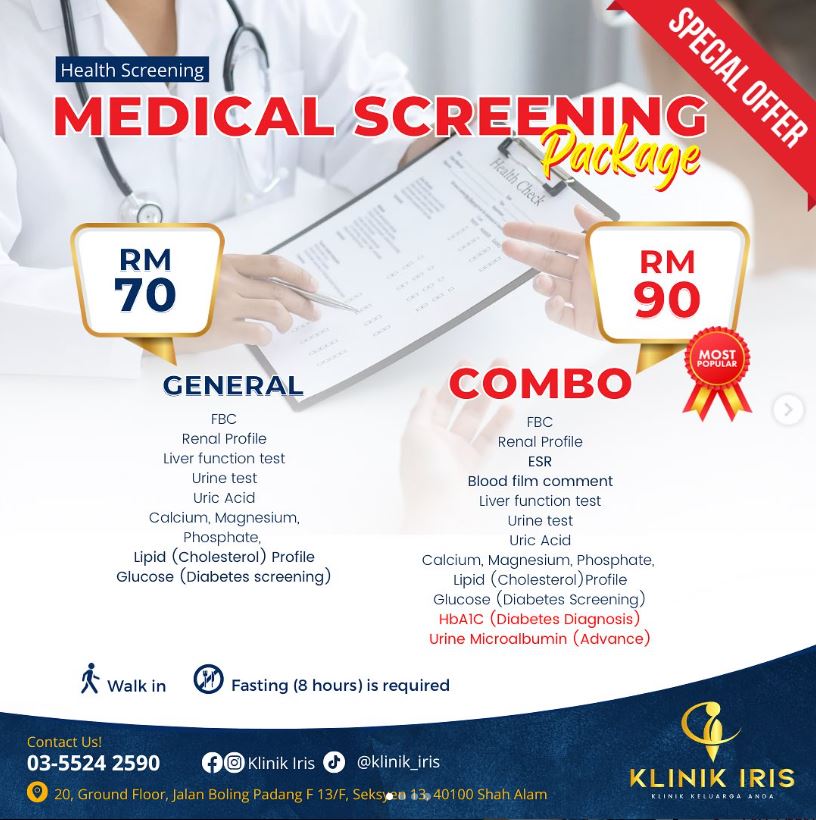 SPECIAL OFFER
Health Screening
MEDICAL SCREENING
Package
Health Check
RM
70
RM
90
MOST
POPULAR
GENERAL
FBC
Renal Profile
Liver function test
Urine test
Uric Acid
Calcium, Magnesium,
Phosphate,
Lipid (Cholesterol) Profile
Glucose (Diabetes screening)
COMBO
FBC
Renal Profile
ESR
Blood film comment
Liver function test
Urine test
Uric Acid
Calcium, Magnesium, Phosphate,
Lipid (Cholesterol)Profile
Glucose (Diabetes Screening)
HbA1C (Diabetes Diagnosis)
Urine Microalbumin (Advance)
Walk in
Fasting (8 hours) is required
Contact Us!
03-5524 2590
Klinik Iris
@klinik_iris
20, Ground Floor, Jalan Boling Padang F 13/F, Seksyen 13, 40100 Shah Alam
KLINIK IRIS
KLINIK KELUARGA ANDA